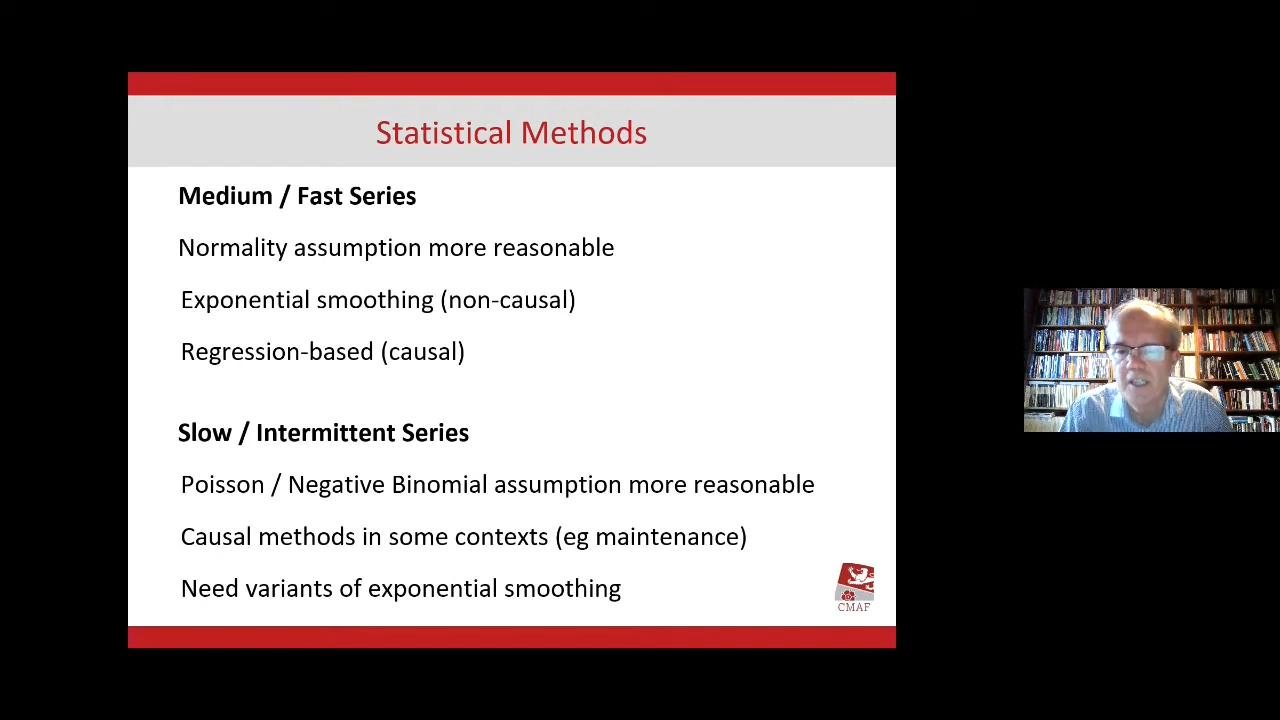 Statistical Methods
Medium / Fast Series
Normality assumption more reasonable
Exponential smoothing (non-causal)
Regression-based (causal)
Slow / Intermittent Series
Poisson / Negative Binomial assumption more reasonable
Causal methods in some contexts (eg maintenance)
Need variants of exponential smoothing
CMAF